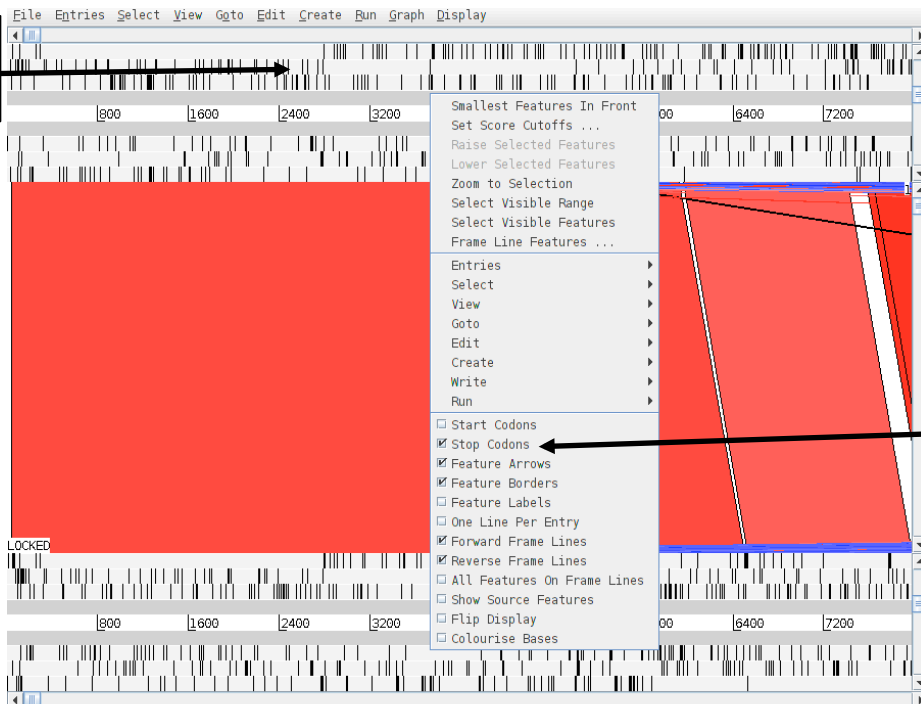 File Entries Select View Goto Edit Create Run Graph Display
800 1600 2400 3200 00 6400 7200
Smallest Features In Front
Set Score Cutoffs ...
Raise Selected Features
Lower Selected Features
Zoom to Selection
Select Visible Range
Select Visible Features
Frame Line Features ...
Entries
Select
View
Goto
Edit
Create
Write
Run
Start Codons
Stop Codons
Feature Arrows
Feature Borders
Feature Labels
One Line Per Entry
Forward Frame Lines
Reverse Frame Lines
All Features On Frame Lines
Show Source Features
Flip Display
Colourise Bases
LOCKED
800 1600 2400 3200 00 6400 7200